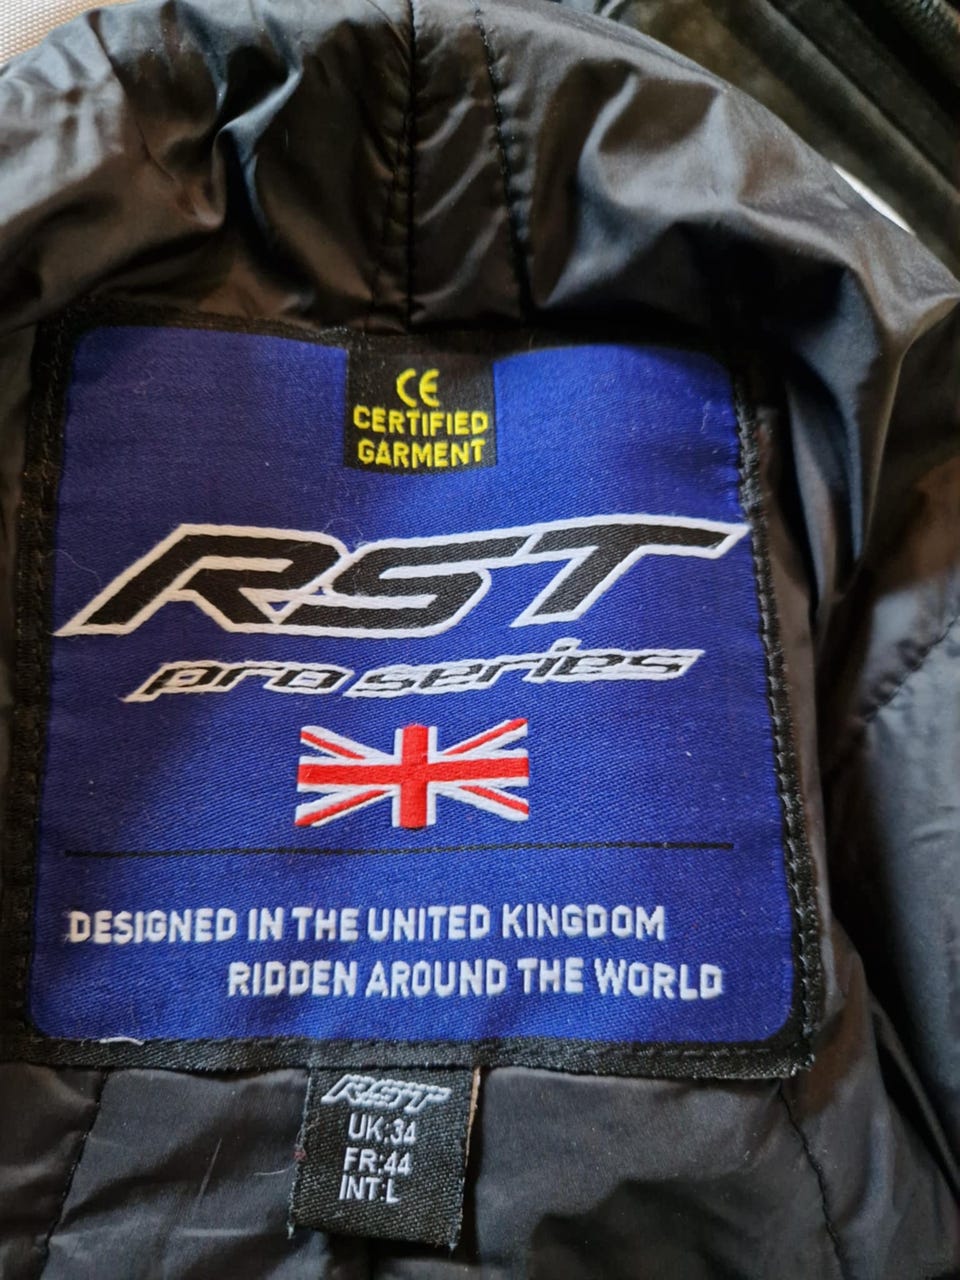 CE
CERTIFIED
GARMENT
RST
pro series
DESIGNED IN THE UNITED KINGDOM
RIDDEN AROUND THE WORLD
RST
UK:34
FR:44
INT:L